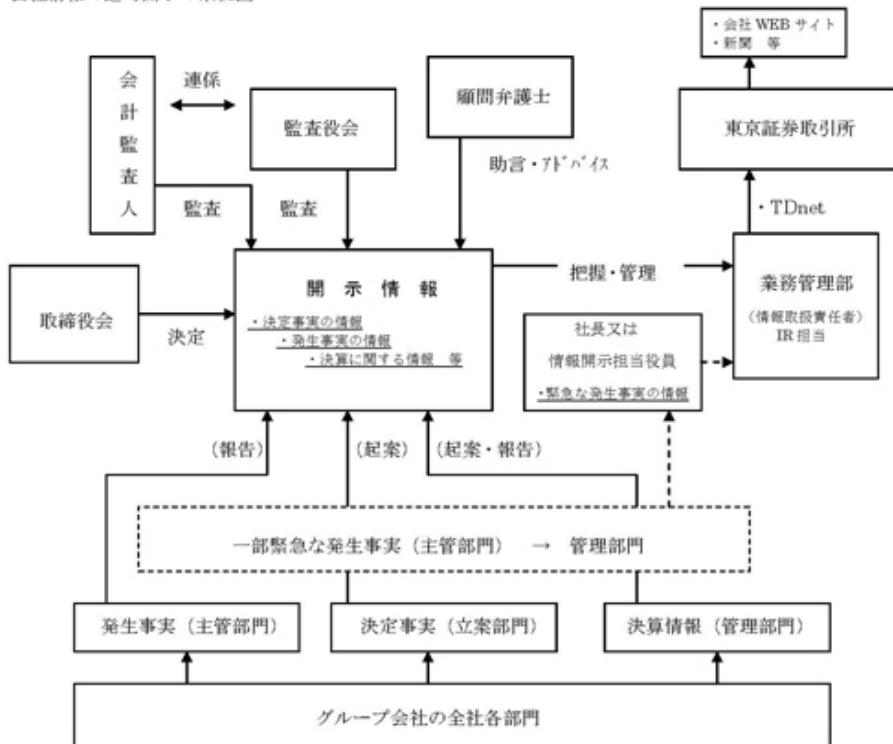 ・会社 WEB サイト
・新聞 等
会計監査人
連係
監査役会
顧問弁護士
東京証券取引所
助言・アドバイス
監査
監査
・TDnet
開 示 情 報
・決定事実の情報
・発生事実の情報
・決算に関する情報 等
把握・管理
業務管理部
（情報取扱責任者）
IR 担当
取締役会
決定
社長又は
情報開示担当役員
・緊急な発生事実の情報
（報告）
（起案）
（起案・報告）
一部緊急な発生事実（主管部門） → 管理部門
発生事実（主管部門）
決定事実（立案部門）
決算情報（管理部門）
グループ会社の全社各部門